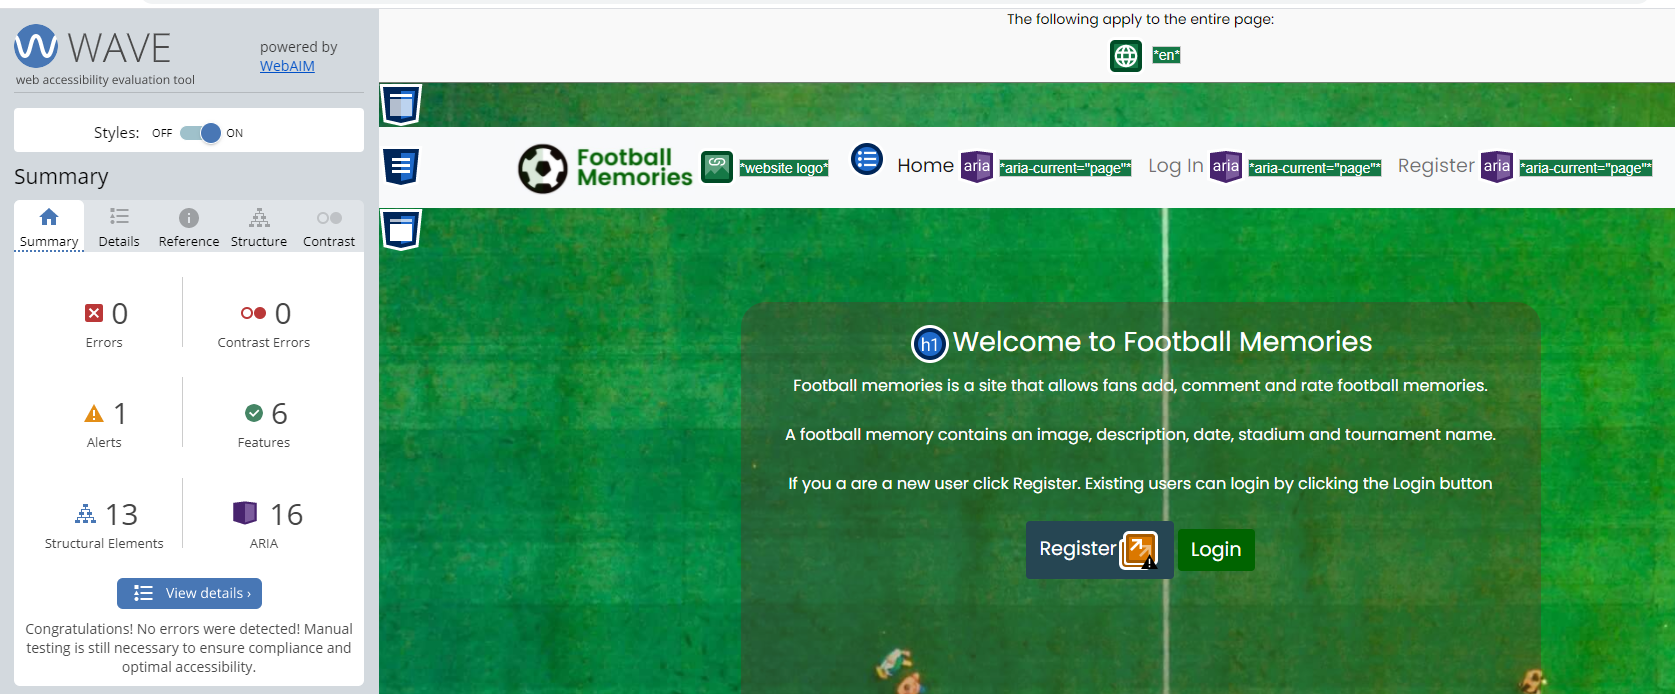 WAVE
web accessibility evaluation tool
powered by
WebAIM
Styles: OFF ON
Summary
Summary Details Reference Structure Contrast
0
Errors
0
Contrast Errors
1
Alerts
6
Features
13
Structural Elements
16
ARIA
View details ›
Congratulations! No errors were detected! Manual
testing is still necessary to ensure compliance and
optimal accessibility.
The following apply to the entire page:
*en*
Football
Memories
*website logo*
Home aria *aria-current="page"*
Log In aria *aria-current="page"*
Register aria *aria-current="page"*
h1 Welcome to Football Memories
Football memories is a site that allows fans add, comment and rate football memories.
A football memory contains an image, description, date, stadium and tournament name.
If you a are a new user click Register. Existing users can login by clicking the Login button
Register
Login